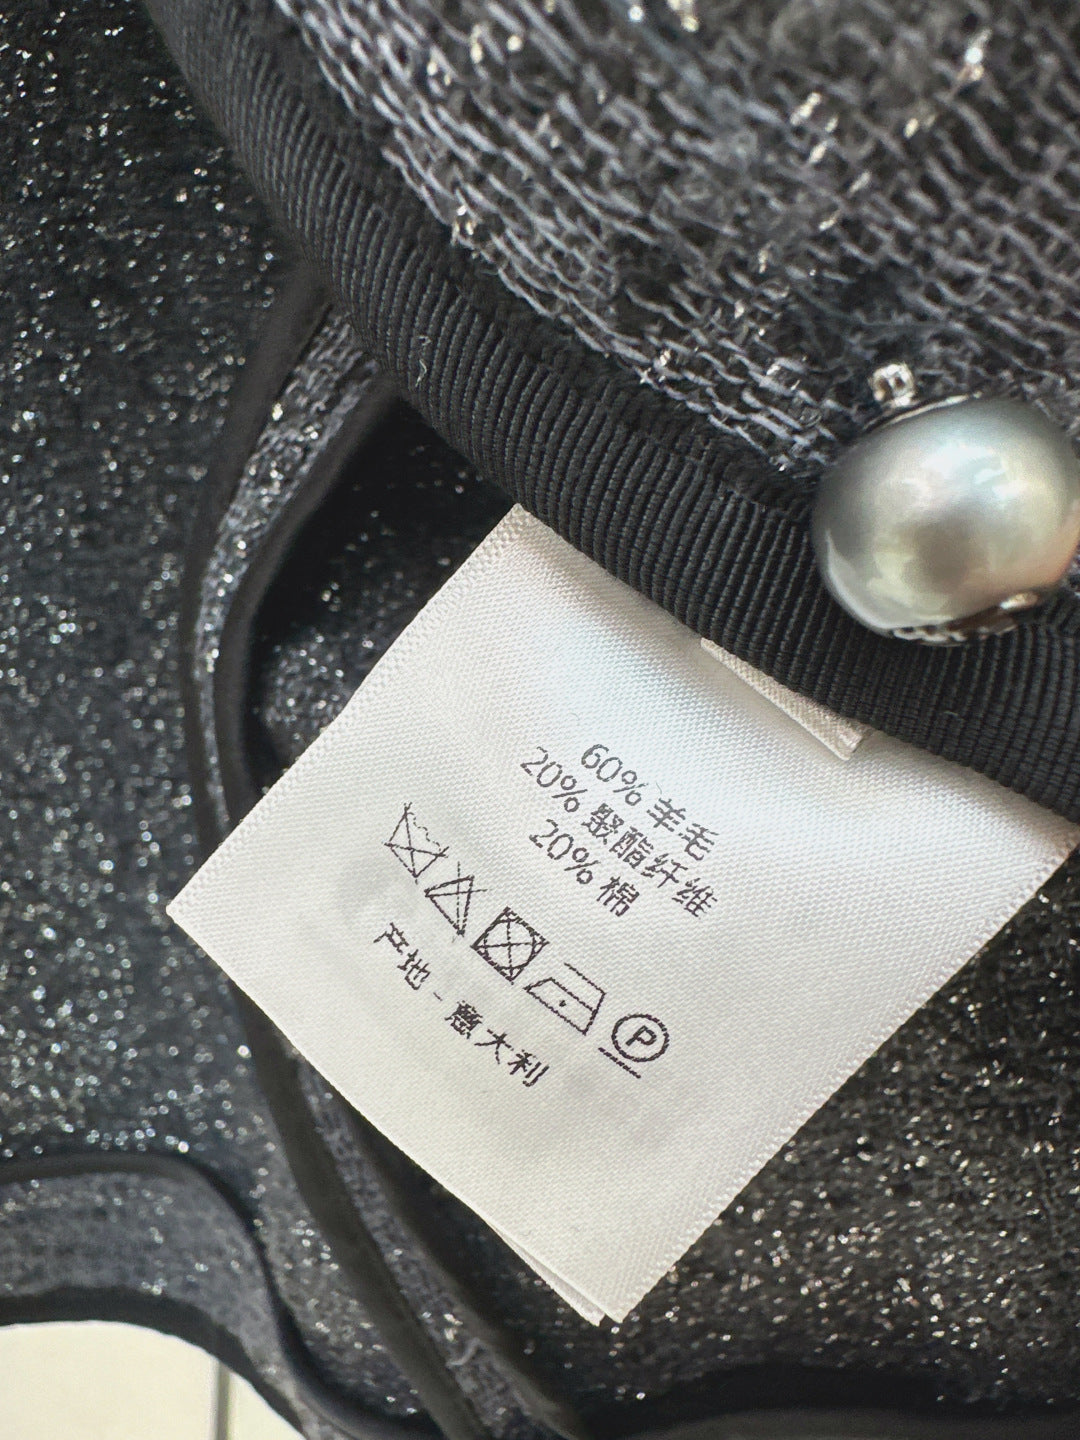 60% 羊毛
20% 聚酯纤维
20% 棉
P
产地 - 意大利